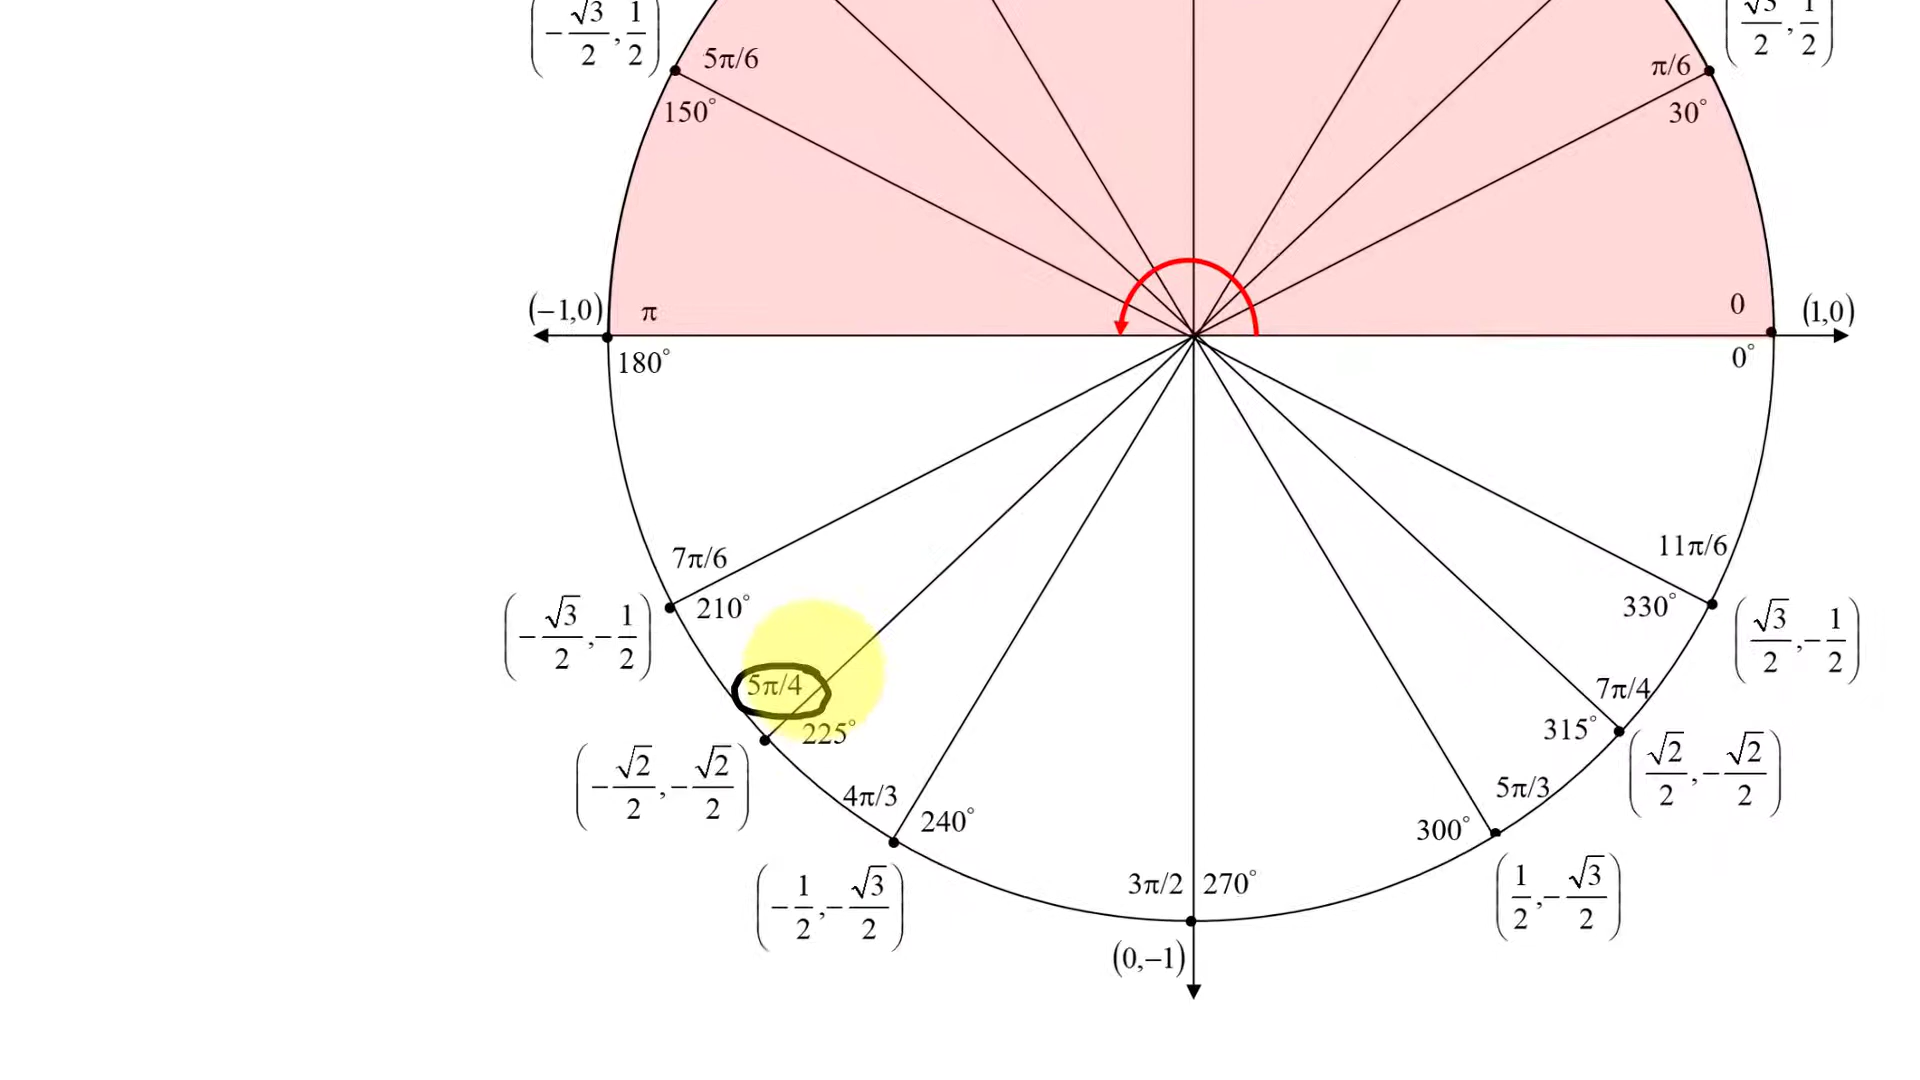 (-√3/2, 1/2)
5π/6
150°
π/6
30°
(√3/2, 1/2)
(−1,0)
π
180°
0
(1,0)
0°
7π/6
210°
(-√3/2, -1/2)
11π/6
330°
(√3/2, -1/2)
5π/4
225°
(-√2/2, -√2/2)
7π/4
315°
(√2/2, -√2/2)
4π/3
240°
(-1/2, -√3/2)
5π/3
300°
(1/2, -√3/2)
3π/2
270°
(0,−1)